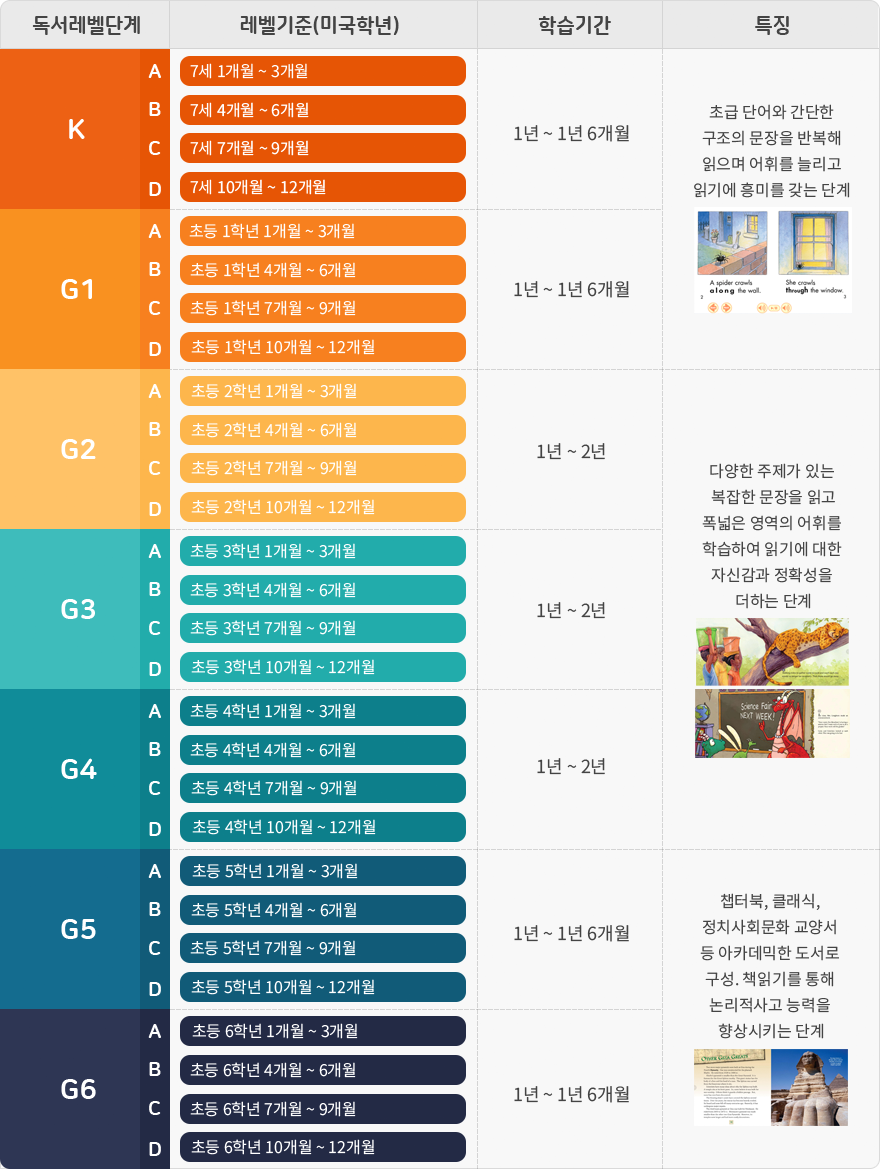 독서레벨단계 레벨기준(미국학년) 학습기간 특징
K
A 7세 1개월 ~ 3개월
B 7세 4개월 ~ 6개월
C 7세 7개월 ~ 9개월
D 7세 10개월 ~ 12개월
1년 ~ 1년 6개월
초급 단어와 간단한
구조의 문장을 반복해
읽으며 어휘를 늘리고
읽기에 흥미를 갖는 단계
A spider crawls
along the wall.
2
She crawls
through the window.
3
G1
A 초등 1학년 1개월 ~ 3개월
B 초등 1학년 4개월 ~ 6개월
C 초등 1학년 7개월 ~ 9개월
D 초등 1학년 10개월 ~ 12개월
1년 ~ 1년 6개월
G2
A 초등 2학년 1개월 ~ 3개월
B 초등 2학년 4개월 ~ 6개월
C 초등 2학년 7개월 ~ 9개월
D 초등 2학년 10개월 ~ 12개월
1년 ~ 2년
다양한 주제가 있는
복잡한 문장을 읽고
폭넓은 영역의 어휘를
학습하여 읽기에 대한
자신감과 정확성을
더하는 단계
Science Fair
NEXT WEEK!
G3
A 초등 3학년 1개월 ~ 3개월
B 초등 3학년 4개월 ~ 6개월
C 초등 3학년 7개월 ~ 9개월
D 초등 3학년 10개월 ~ 12개월
1년 ~ 2년
G4
A 초등 4학년 1개월 ~ 3개월
B 초등 4학년 4개월 ~ 6개월
C 초등 4학년 7개월 ~ 9개월
D 초등 4학년 10개월 ~ 12개월
1년 ~ 2년
G5
A 초등 5학년 1개월 ~ 3개월
B 초등 5학년 4개월 ~ 6개월
C 초등 5학년 7개월 ~ 9개월
D 초등 5학년 10개월 ~ 12개월
1년 ~ 1년 6개월
챕터북, 클래식,
정치사회문화 교양서
등 아카데믹한 도서로
구성. 책읽기를 통해
논리적사고 능력을
향상시키는 단계
G6
A 초등 6학년 1개월 ~ 3개월
B 초등 6학년 4개월 ~ 6개월
C 초등 6학년 7개월 ~ 9개월
D 초등 6학년 10개월 ~ 12개월
1년 ~ 1년 6개월